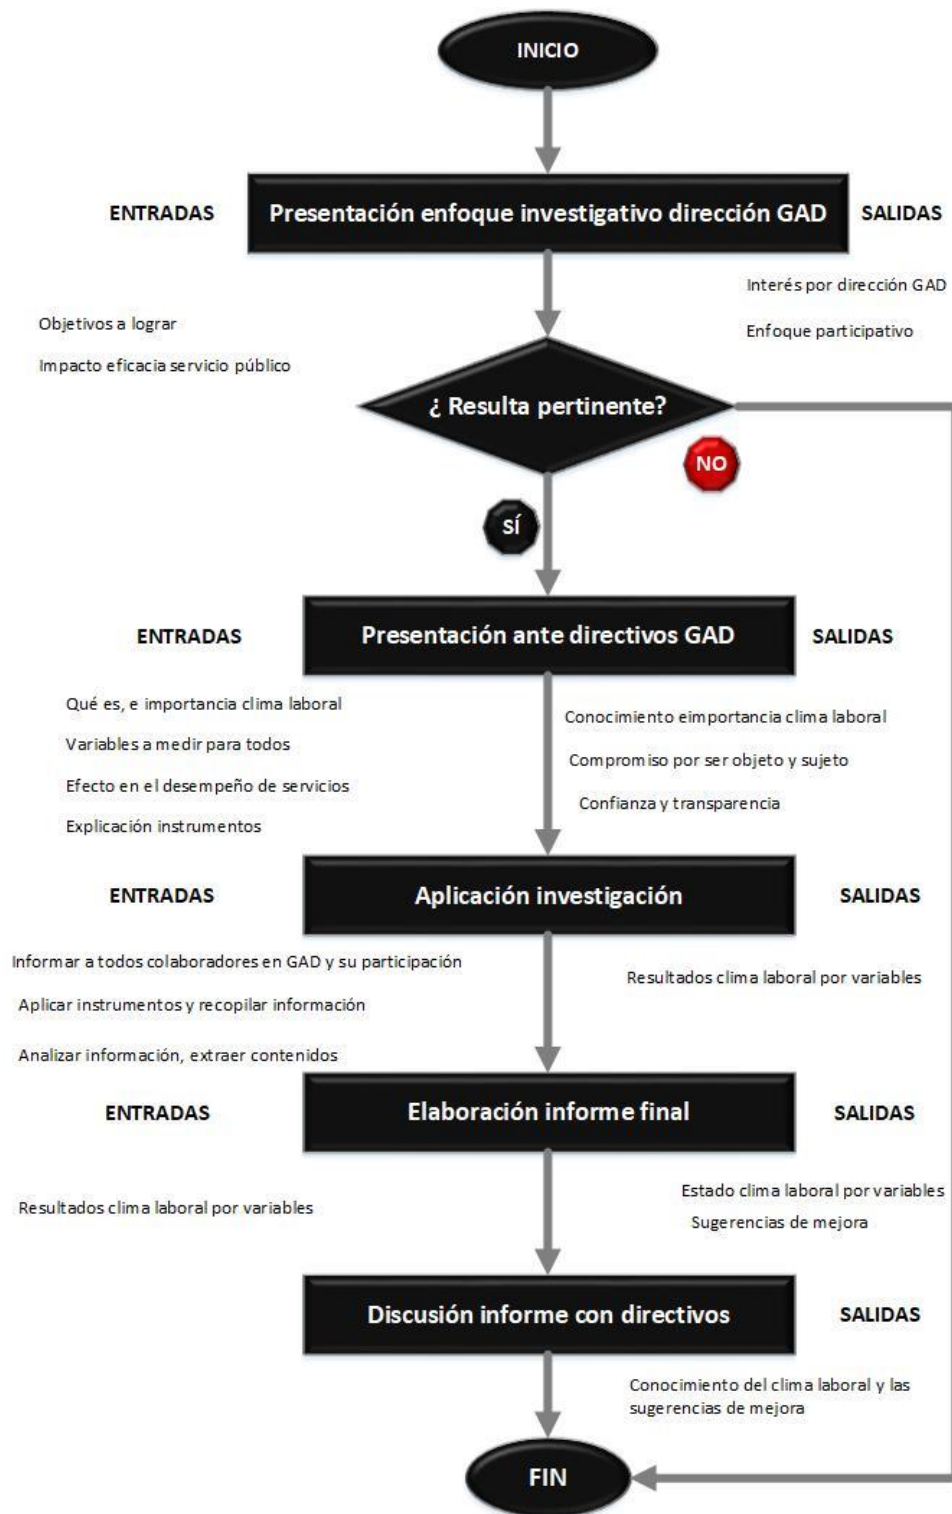 INICIO
ENTRADAS
Presentación enfoque investigativo dirección GAD
SALIDAS
Interés por dirección GAD
Objetivos a lograr
Enfoque participativo
Impacto eficacia servicio público
¿ Resulta pertinente?
NO
SÍ
ENTRADAS
Presentación ante directivos GAD
SALIDAS
Qué es, e importancia clima laboral
Conocimiento eimportancia clima laboral
Variables a medir para todos
Compromiso por ser objeto y sujeto
Efecto en el desempeño de servicios
Confianza y transparencia
Explicación instrumentos
ENTRADAS
Aplicación investigación
SALIDAS
Informar a todos colaboradores en GAD y su participación
Resultados clima laboral por variables
Aplicar instrumentos y recopilar información
Analizar información, extraer contenidos
ENTRADAS
Elaboración informe final
SALIDAS
Estado clima laboral por variables
Resultados clima laboral por variables
Sugerencias de mejora
Discusión informe con directivos
SALIDAS
Conocimiento del clima laboral y las
sugerencias de mejora
FIN